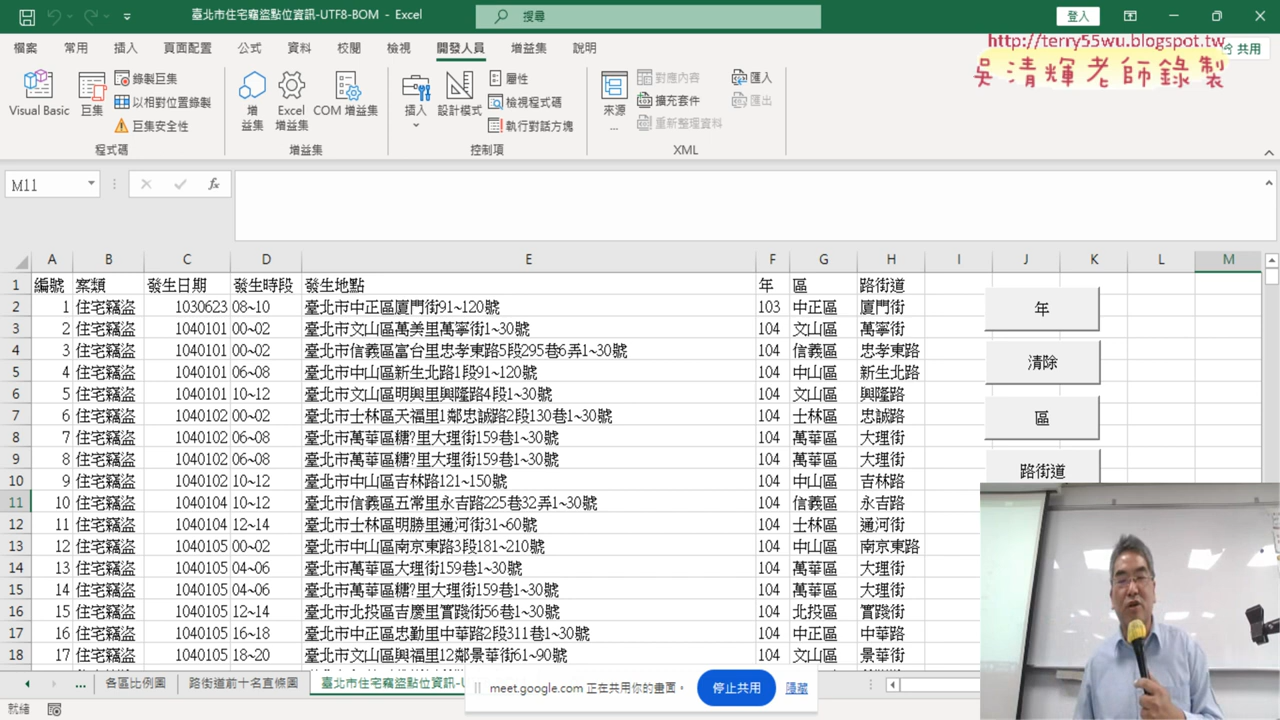 臺北市住宅竊盜點位資訊-UTF8-BOM - Excel
搜尋
登入
檔案 常用 插入 頁面配置 公式 資料 校閱 檢視 開發人員 增益集 說明
共用
http://terry55wu.blogspot.tw
吳清輝老師錄製
Visual Basic
巨集
錄製巨集
以相對位置錄製
巨集安全性
程式碼
增益集
Excel 增益集
COM 增益集
增益集
插入
設計模式
屬性
檢視程式碼
執行對話方塊
控制項
來源
...
對應內容
擴充套件
重新整理資料
匯入
匯出
XML
M11
fx
A B C D E F G H I J K L M
1 編號 案類 發生日期 發生時段 發生地點 年 區 路街道
2 1 住宅竊盜 1030623 08~10 臺北市中正區廈門街91~120號 103 中正區 廈門街
3 2 住宅竊盜 1040101 00~02 臺北市文山區萬美里萬寧街1~30號 104 文山區 萬寧街
4 3 住宅竊盜 1040101 00~02 臺北市信義區富台里忠孝東路5段295巷6弄1~30號 104 信義區 忠孝東路
5 4 住宅竊盜 1040101 06~08 臺北市中山區新生北路1段91~120號 104 中山區 新生北路
6 5 住宅竊盜 1040101 10~12 臺北市文山區明興里興隆路4段1~30號 104 文山區 興隆路
7 6 住宅竊盜 1040102 00~02 臺北市士林區天福里1鄰忠誠路2段130巷1~30號 104 士林區 忠誠路
8 7 住宅竊盜 1040102 06~08 臺北市萬華區糖?里大理街159巷1~30號 104 萬華區 大理街
9 8 住宅竊盜 1040102 06~08 臺北市萬華區糖?里大理街159巷1~30號 104 萬華區 大理街
10 9 住宅竊盜 1040102 10~12 臺北市中山區吉林路121~150號 104 中山區 吉林路
11 10 住宅竊盜 1040104 10~12 臺北市信義區五常里永吉路225巷32弄1~30號 104 信義區 永吉路
12 11 住宅竊盜 1040104 12~14 臺北市士林區明勝里通河街31~60號 104 士林區 通河街
13 12 住宅竊盜 1040105 00~02 臺北市中山區南京東路3段181~210號 104 中山區 南京東路
14 13 住宅竊盜 1040105 04~06 臺北市萬華區大理街159巷1~30號 104 萬華區 大理街
15 14 住宅竊盜 1040105 04~06 臺北市萬華區糖?里大理街159巷1~30號 104 萬華區 大理街
16 15 住宅竊盜 1040105 12~14 臺北市北投區吉慶里實踐街56巷1~30號 104 北投區 實踐街
17 16 住宅竊盜 1040105 16~18 臺北市中正區忠勤里中華路2段311巷1~30號 104 中正區 中華路
18 17 住宅竊盜 1040105 18~20 臺北市文山區興福里12鄰景華街61~90號 104 文山區 景華街
年
清除
區
路街道
... 各區比例圖 路街道前十名直條圖 臺北市住宅竊盜點位資訊-U
meet.google.com 正在共用你的畫面。 停止共用 隱藏
就緒